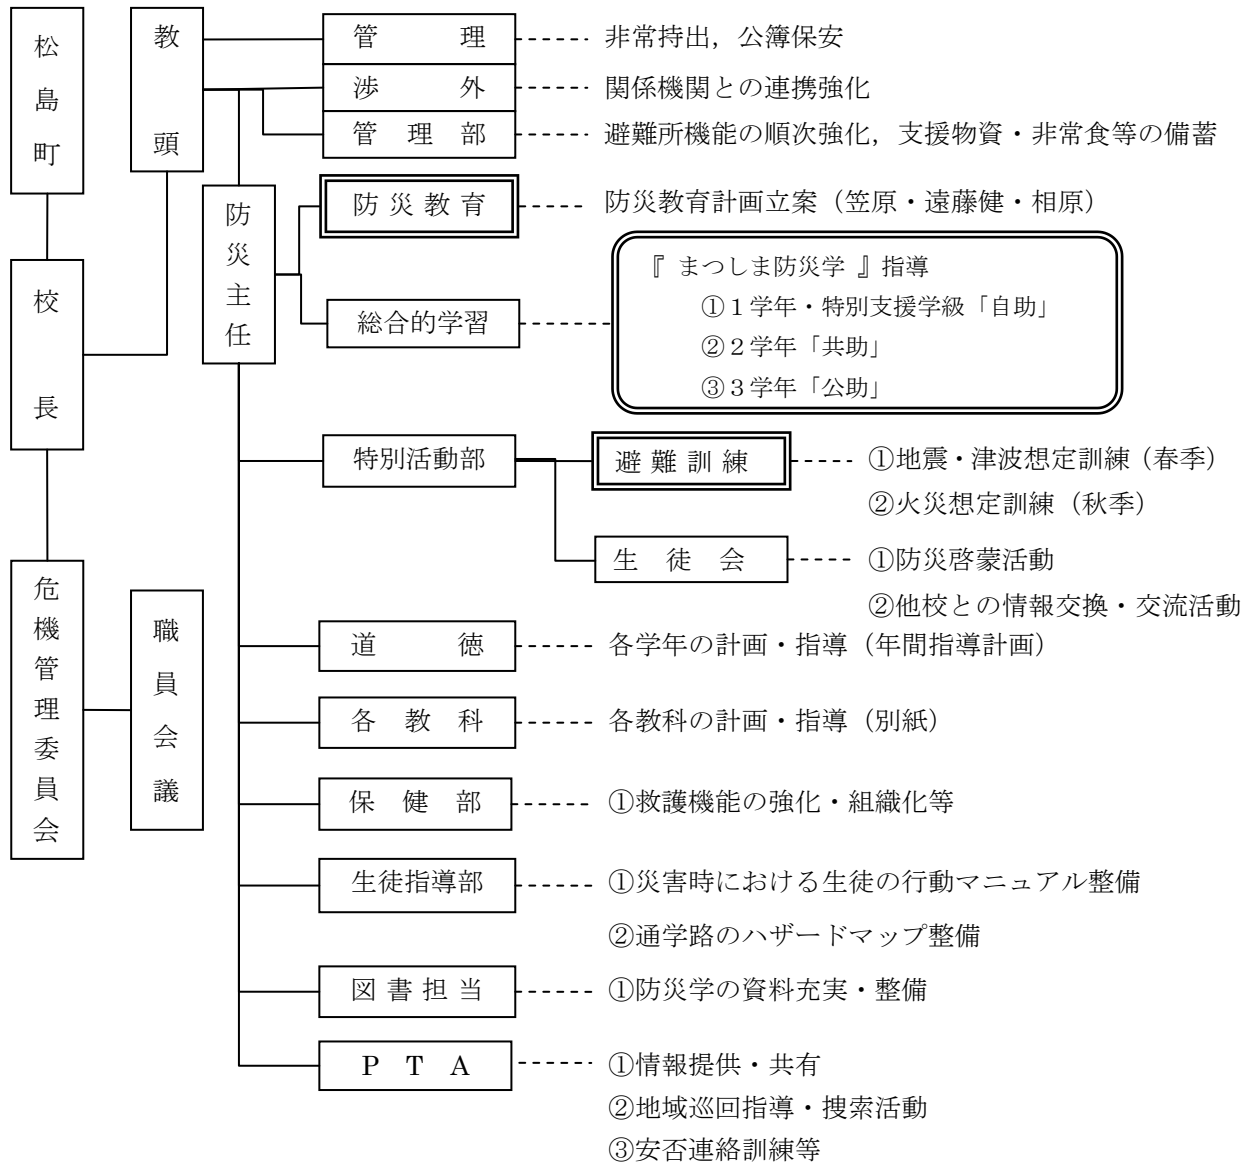 松島町
校長
危機管理委員会
教頭
職員会議
防災主任
管理 非常持出，公簿保安
渉外 関係機関との連携強化
管理部 避難所機能の順次強化，支援物資・非常食等の備蓄
防災教育 防災教育計画立案（笠原・遠藤健・相原）
総合的学習
『 まつしま防災学 』指導
①１学年・特別支援学級「自助」
②２学年「共助」
③３学年「公助」
特別活動部
避難訓練 ①地震・津波想定訓練（春季）
②火災想定訓練（秋季）
生徒会 ①防災啓蒙活動
②他校との情報交換・交流活動
道徳 各学年の計画・指導（年間指導計画）
各教科 各教科の計画・指導（別紙）
保健部 ①救護機能の強化・組織化等
生徒指導部 ①災害時における生徒の行動マニュアル整備
②通学路のハザードマップ整備
図書担当 ①防災学の資料充実・整備
ＰＴＡ ①情報提供・共有
②地域巡回指導・捜索活動
③安否連絡訓練等